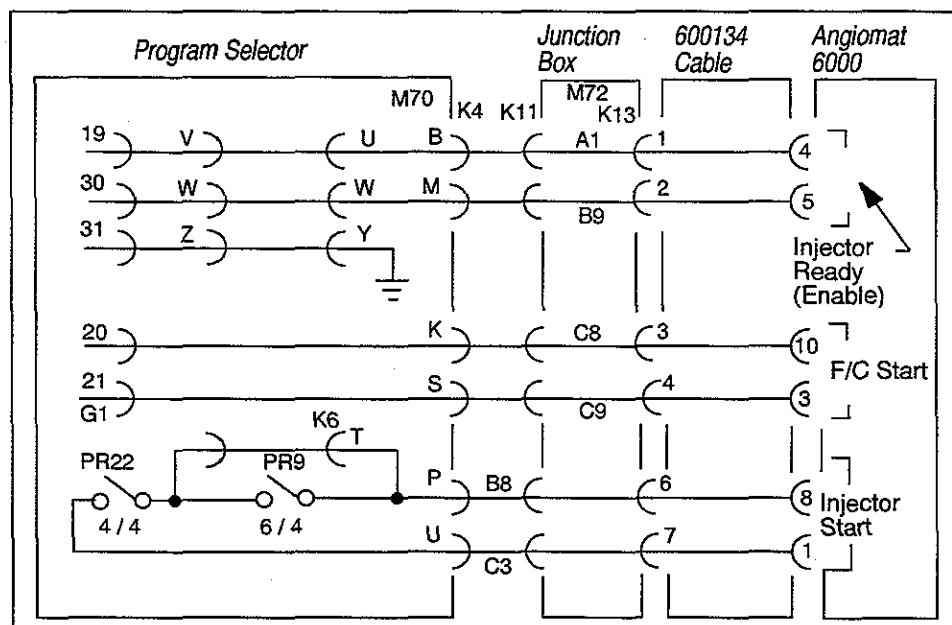 Program Selector
Junction
Box
600134
Cable
Angiomat
6000
M70
K4
K11
M72
K13
19 V U B A1 1 4
30 W W M B9 2 5
31 Z Y
Injector
Ready
(Enable)
20 K C8 3 10
F/C Start
21 S C9 4 3
G1
K6 T
PR22 PR9 P B8 6 8
4 / 4 6 / 4
Injector
Start
U C3 7 1